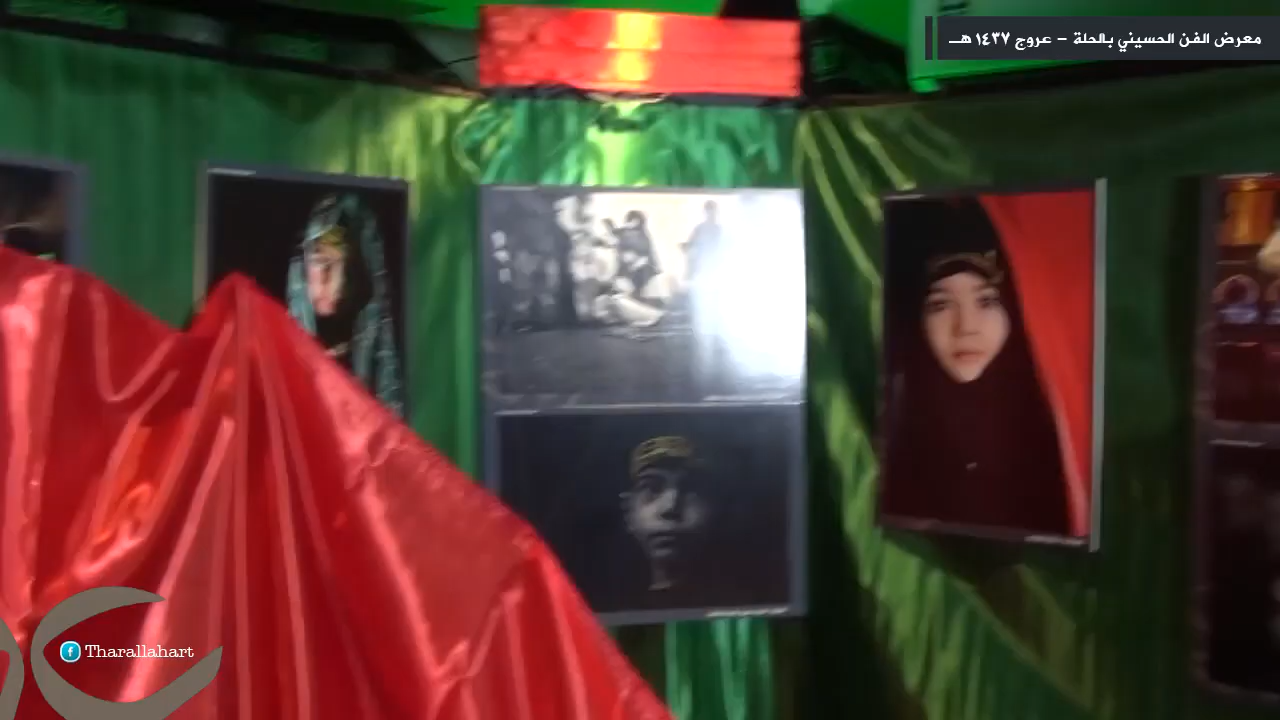 معرض الفن الحسيني بالحلة – عروج ١٤٣٧ هـ
Tharallahart